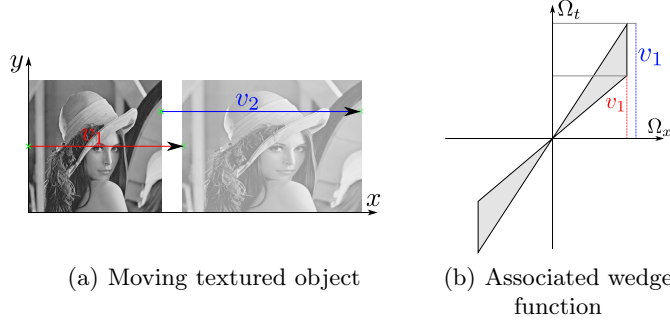 y
v₁
v₂
x
(a) Moving textured object
Ωₜ
v₁
v₁
Ωₓ
(b) Associated wedge
function